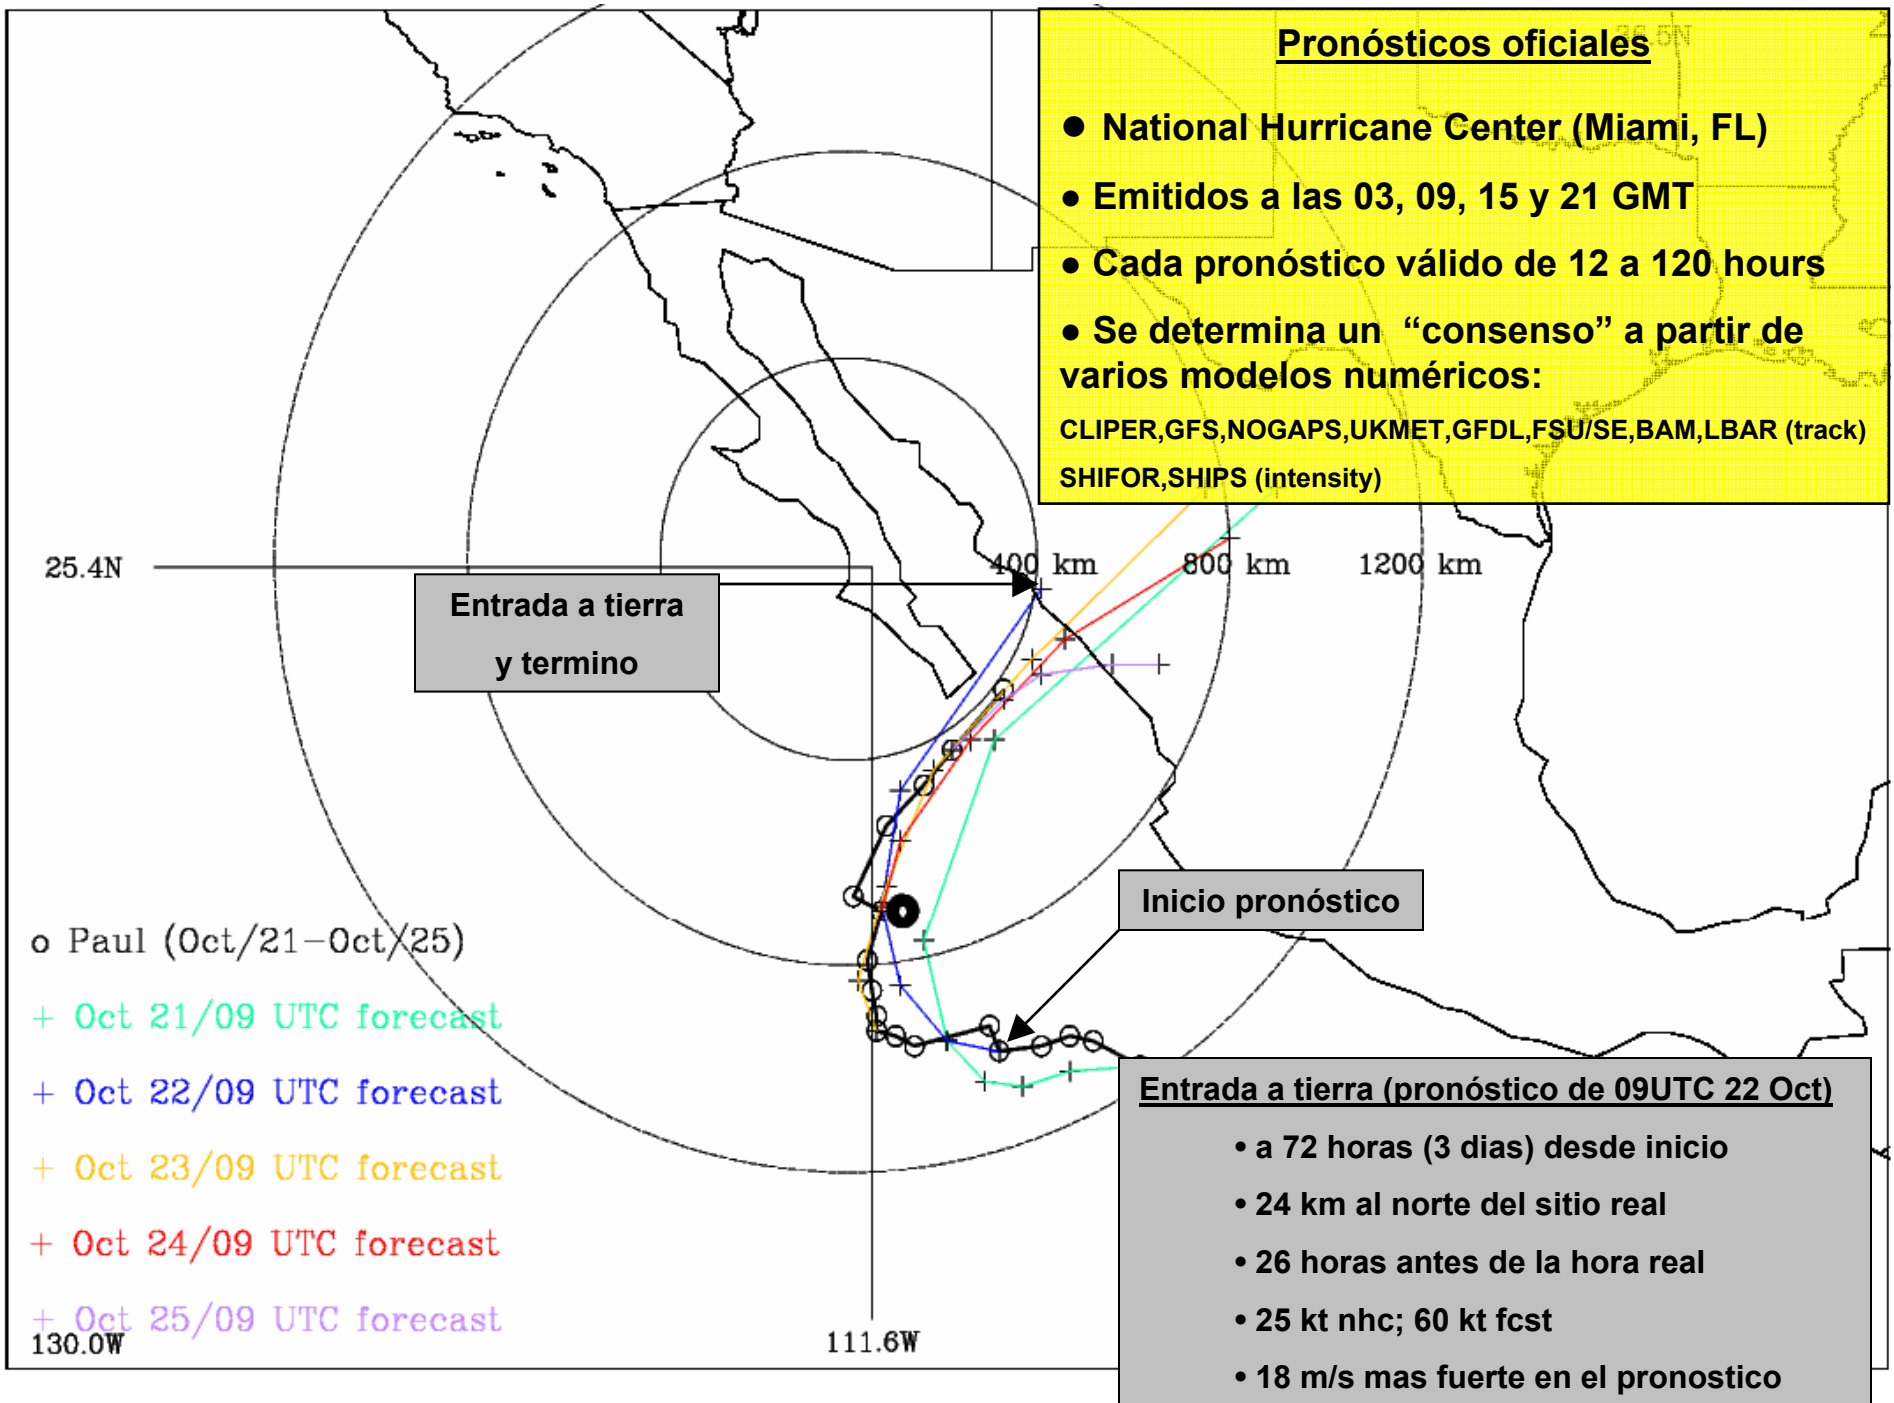 Pronósticos oficiales
● National Hurricane Center (Miami, FL)
● Emitidos a las 03, 09, 15 y 21 GMT
● Cada pronóstico válido de 12 a 120 hours
● Se determina un “consenso” a partir de
varios modelos numéricos:
CLIPER,GFS,NOGAPS,UKMET,GFDL,FSU/SE,BAM,LBAR (track)
SHIFOR,SHIPS (intensity)
25.4N
400 km
800 km
1200 km
Entrada a tierra
y termino
Inicio pronóstico
o Paul (Oct/21-Oct/25)
+ Oct 21/09 UTC forecast
+ Oct 22/09 UTC forecast
+ Oct 23/09 UTC forecast
+ Oct 24/09 UTC forecast
+ Oct 25/09 UTC forecast
130.0W
111.6W
Entrada a tierra (pronóstico de 09UTC 22 Oct)
• a 72 horas (3 dias) desde inicio
• 24 km al norte del sitio real
• 26 horas antes de la hora real
• 25 kt nhc; 60 kt fcst
• 18 m/s mas fuerte en el pronostico